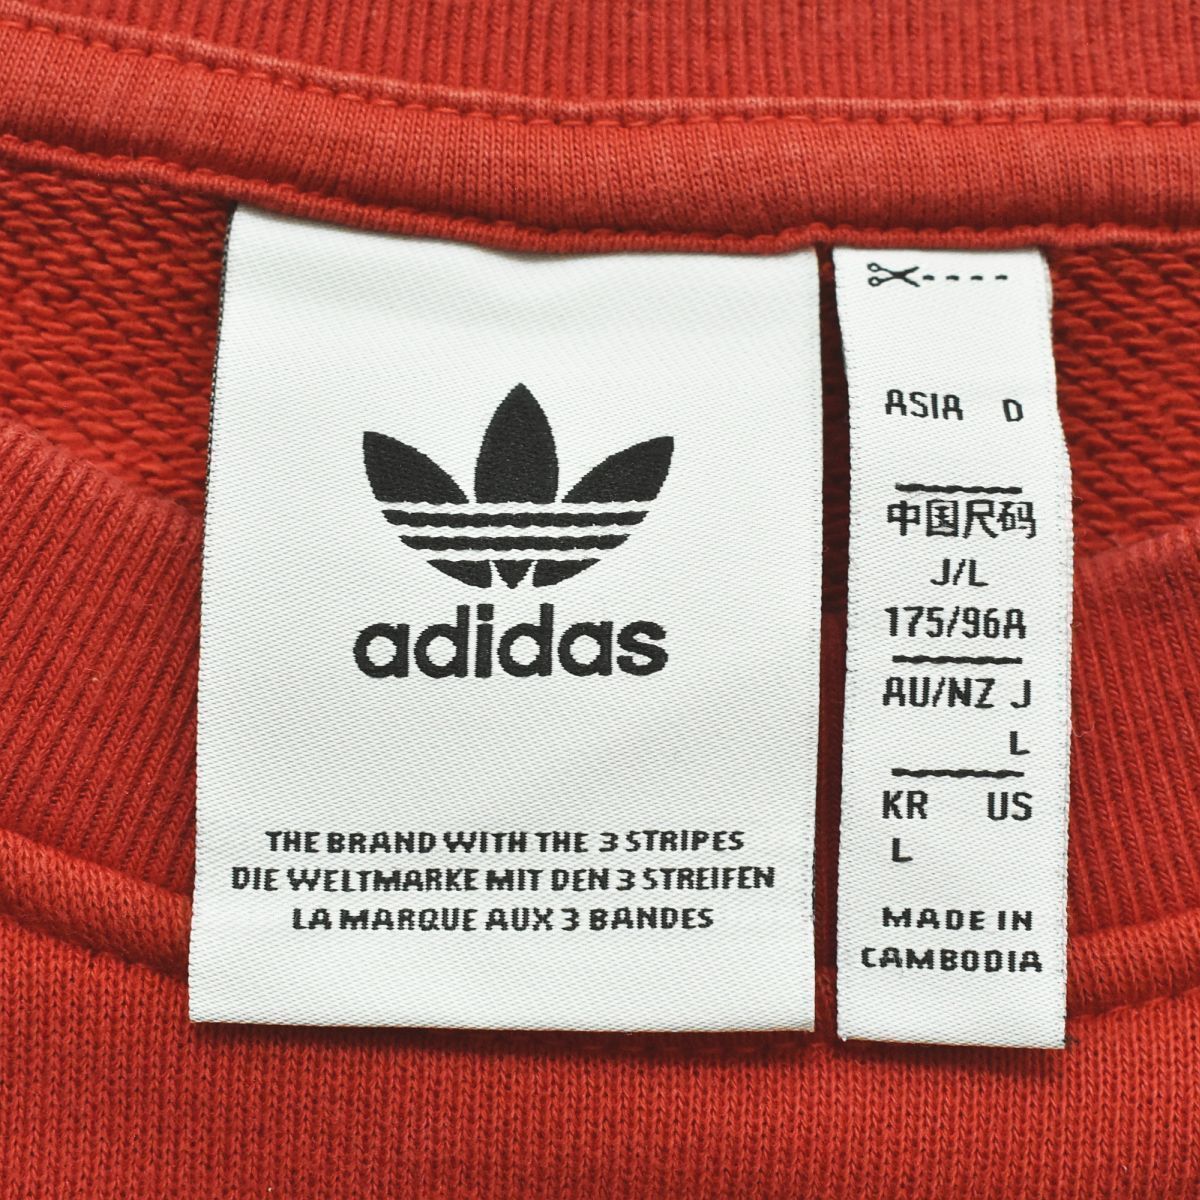 adidas
THE BRAND WITH THE 3 STRIPES
DIE WELTMARKE MIT DEN 3 STREIFEN
LA MARQUE AUX 3 BANDES
ASIA D
中国尺码
J/L
175/96A
AU/NZ J
L
KR US
L
MADE IN
CAMBODIA